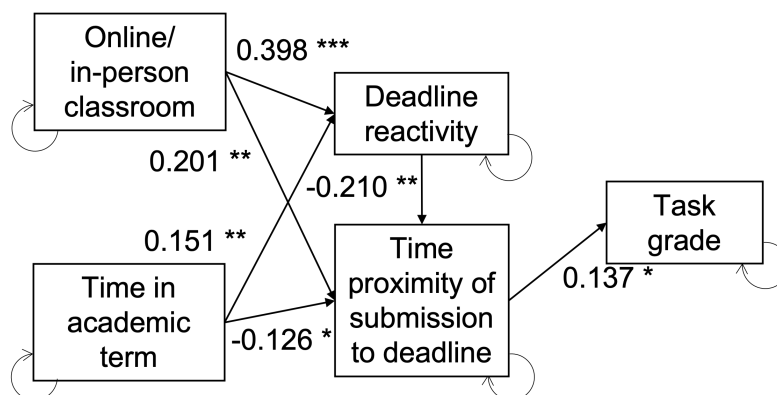 Online/
in-person
classroom
0.398 ***
Deadline
reactivity
0.201 **
-0.210 **
0.151 **
Time in
academic
term
-0.126 *
Time
proximity of
submission
to deadline
0.137 *
Task
grade